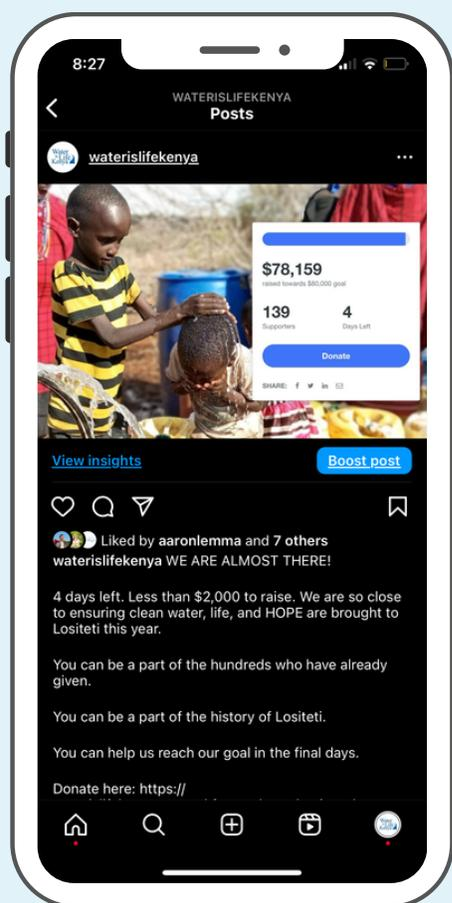 8:27
WATERISLIFEKENYA
Posts
Water is Life Kenya
waterislifekenya
$78,159
raised towards $80,000 goal
139
4
Supporters
Days Left
Donate
SHARE:
View insights
Boost post
Liked by aaronlemma and 7 others
waterislifekenya WE ARE ALMOST THERE!
4 days left. Less than $2,000 to raise. We are so close
to ensuring clean water, life, and HOPE are brought to
Lositeti this year.
You can be a part of the hundreds who have already
given.
You can be a part of the history of Lositeti.
You can help us reach our goal in the final days.
Donate here: https://